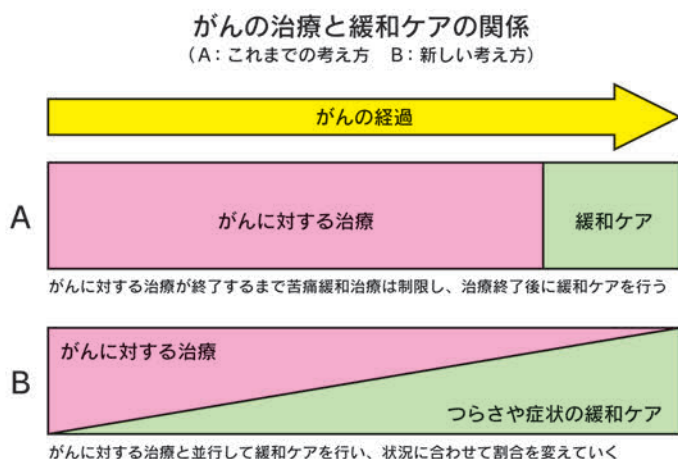 がんの治療と緩和ケアの関係
(A:これまでの考え方 B:新しい考え方)
がんの経過
A
がんに対する治療
緩和ケア
がんに対する治療が終了するまで苦痛緩和治療は制限し、治療終了後に緩和ケアを行う
B
がんに対する治療
つらさや症状の緩和ケア
がんに対する治療と並行して緩和ケアを行い、状況に合わせて割合を変えていく